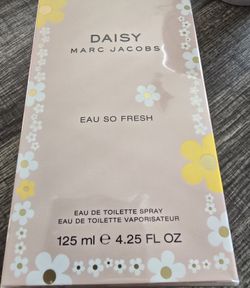 DAISY
MARC JACOBS
EAU SO FRESH
EAU DE TOILETTE SPRAY
EAU DE TOILETTE VAPORISATEUR
125 ml ℮ 4.25 FL OZ